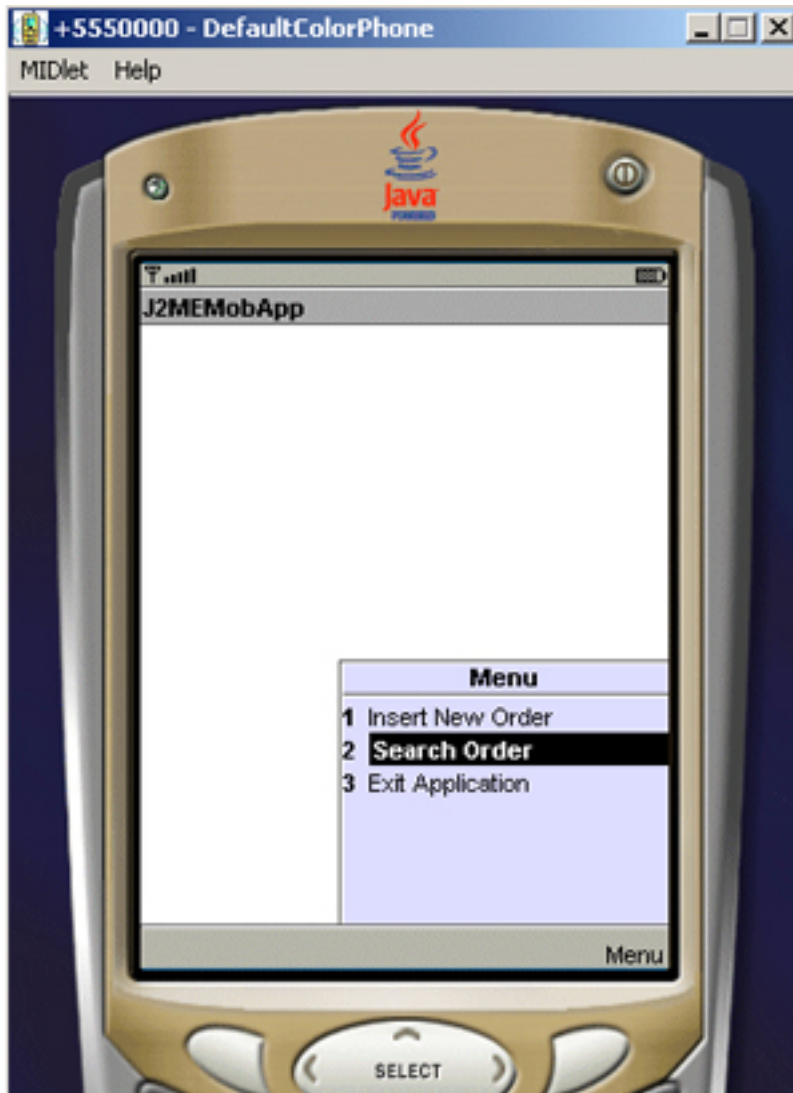 +5550000 - DefaultColorPhone
MIDlet Help
Java
POWERED
J2MEMobApp
Menu
1 Insert New Order
2 Search Order
3 Exit Application
Menu
SELECT